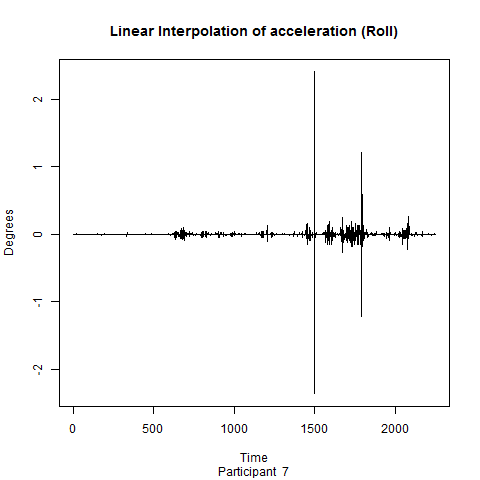 Linear Interpolation of acceleration (Roll)
Degrees
2
1
0
-1
-2
0 500 1000 1500 2000
Time
Participant 7